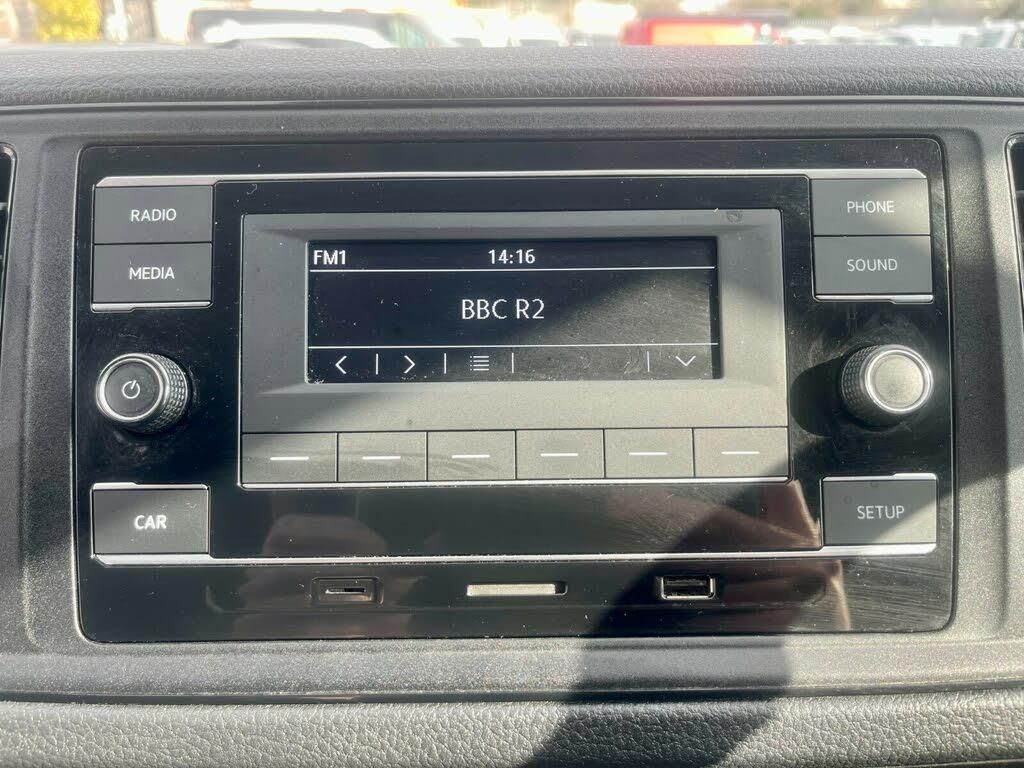 RADIO
MEDIA
FM1 14:16
BBC R2
PHONE
SOUND
CAR
SETUP